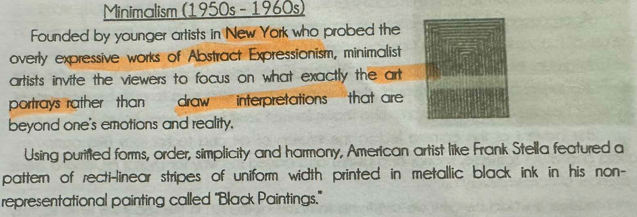 Minimalism (1950s - 1960s)
Founded by younger artists in New York who probed the
overly expressive works of Abstract Expressionism, minimalist
artists invite the viewers to focus on what exactly the art
portrays rather than draw interpretations that are
beyond one's emotions and reality.
Using purified forms, order, simplicity and harmony, American artist like Frank Stella featured a
pattern of recti-linear stripes of uniform width printed in metallic black ink in his non-
representational painting called "Black Paintings."